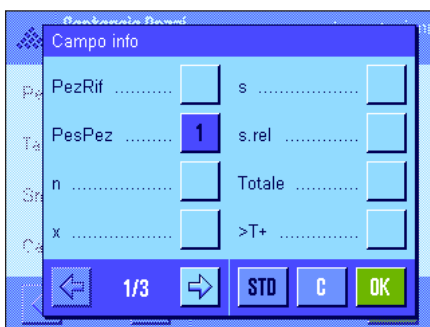 Campo info
PezRif ..........
s ................
PesPez ........ 1
s.rel ............
n .................
Totale ...........
x .................
>T+ ............
1/3
STD
C
OK